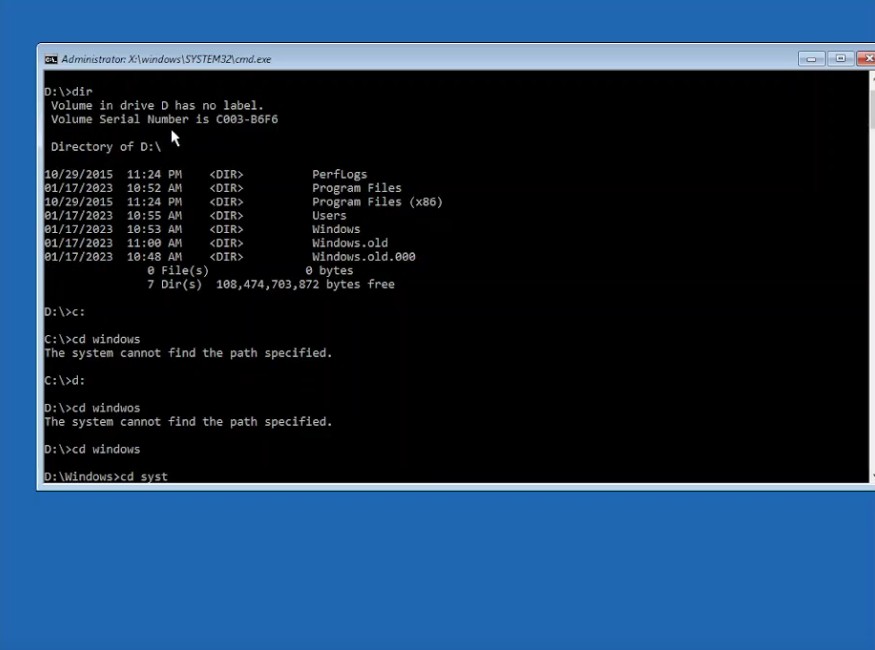 Administrator: X:\windows\SYSTEM32\cmd.exe
D:\>dir
Volume in drive D has no label.
Volume Serial Number is C003-B6F6
Directory of D:\
10/29/2015 11:24 PM <DIR> PerfLogs
01/17/2023 10:52 AM <DIR> Program Files
10/29/2015 11:24 PM <DIR> Program Files (x86)
01/17/2023 10:55 AM <DIR> Users
01/17/2023 10:53 AM <DIR> Windows
01/17/2023 11:00 AM <DIR> Windows.old
01/17/2023 10:48 AM <DIR> Windows.old.000
0 File(s) 0 bytes
7 Dir(s) 108,474,703,872 bytes free
D:\>c:
C:\>cd windows
The system cannot find the path specified.
C:\>d:
D:\>cd windwos
The system cannot find the path specified.
D:\>cd windows
D:\Windows>cd syst